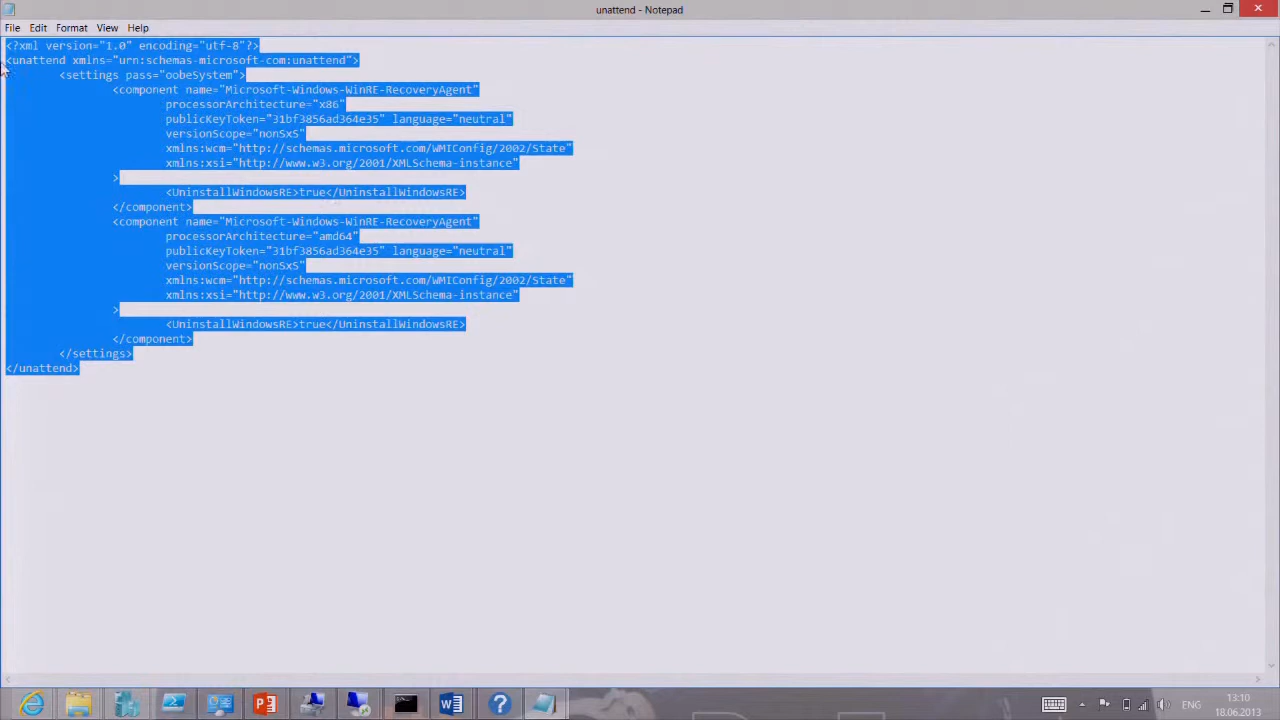 unattend - Notepad
File Edit Format View Help
<?xml version="1.0" encoding="utf-8"?>
<unattend xmlns="urn:schemas-microsoft-com:unattend">
<settings pass="oobeSystem">
<component name="Microsoft-Windows-WinRE-RecoveryAgent"
processorArchitecture="x86"
publicKeyToken="31bf3856ad364e35" language="neutral"
versionScope="nonSxS"
xmlns:wcm="http://schemas.microsoft.com/WMIConfig/2002/State"
xmlns:xsi="http://www.w3.org/2001/XMLSchema-instance"
>
<UninstallWindowsRE>true</UninstallWindowsRE>
</component>
<component name="Microsoft-Windows-WinRE-RecoveryAgent"
processorArchitecture="amd64"
publicKeyToken="31bf3856ad364e35" language="neutral"
versionScope="nonSxS"
xmlns:wcm="http://schemas.microsoft.com/WMIConfig/2002/State"
xmlns:xsi="http://www.w3.org/2001/XMLSchema-instance"
>
<UninstallWindowsRE>true</UninstallWindowsRE>
</component>
</settings>
</unattend>
ENG
13:10
18.06.2013